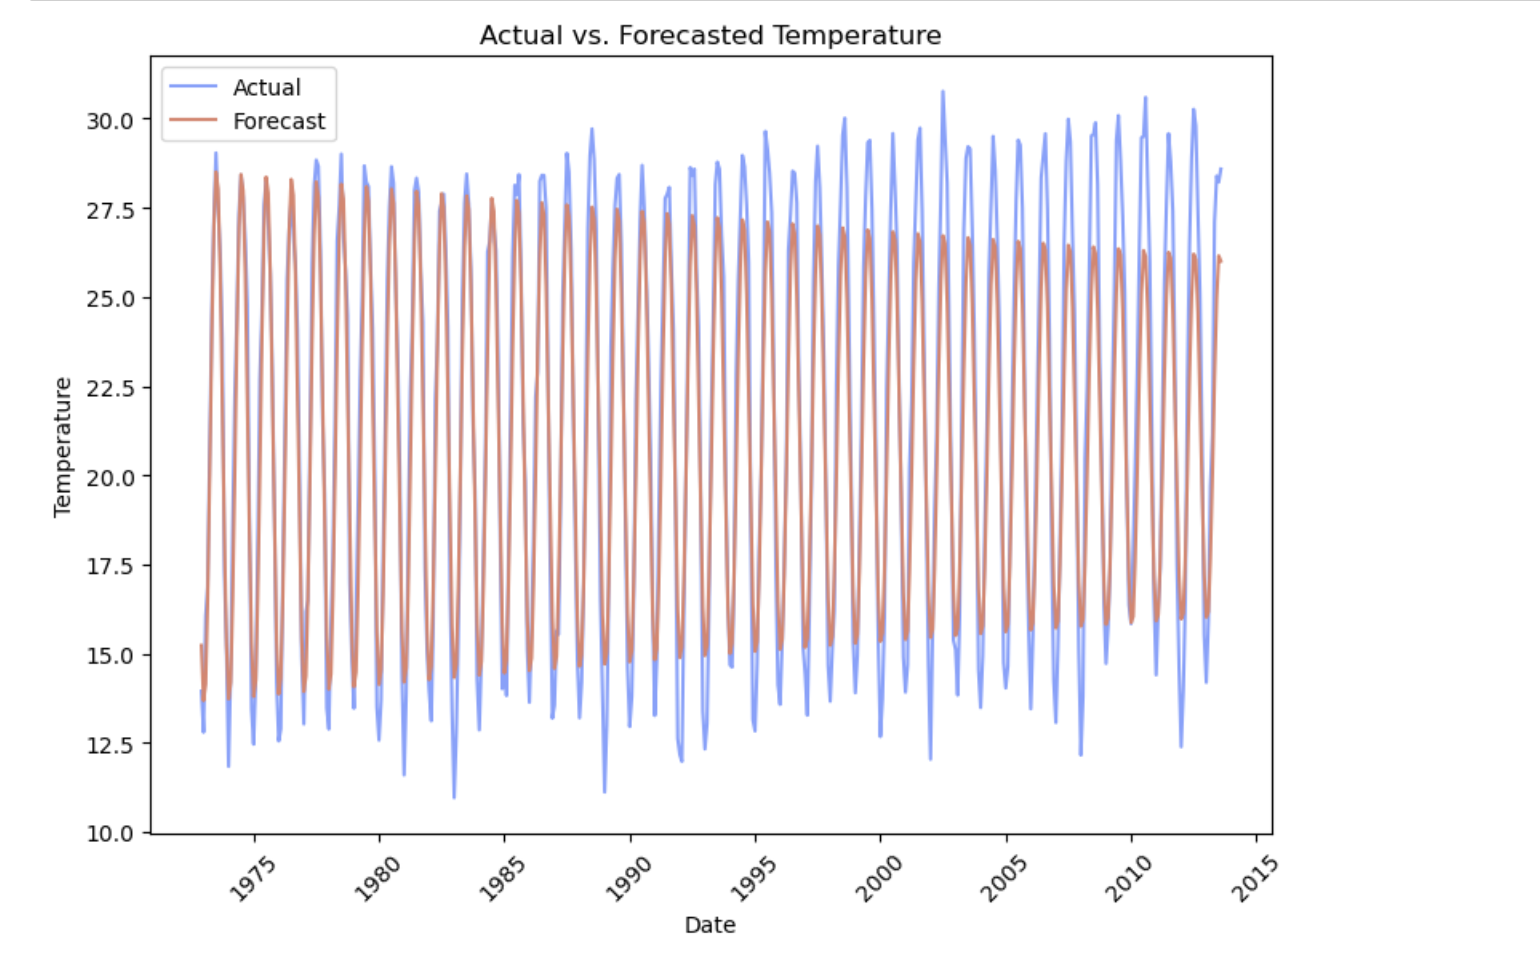 Actual vs. Forecasted Temperature
Actual
Forecast
30.0
27.5
25.0
22.5
20.0
17.5
15.0
12.5
10.0
Temperature
1975 1980 1985 1990 1995 2000 2005 2010 2015
Date